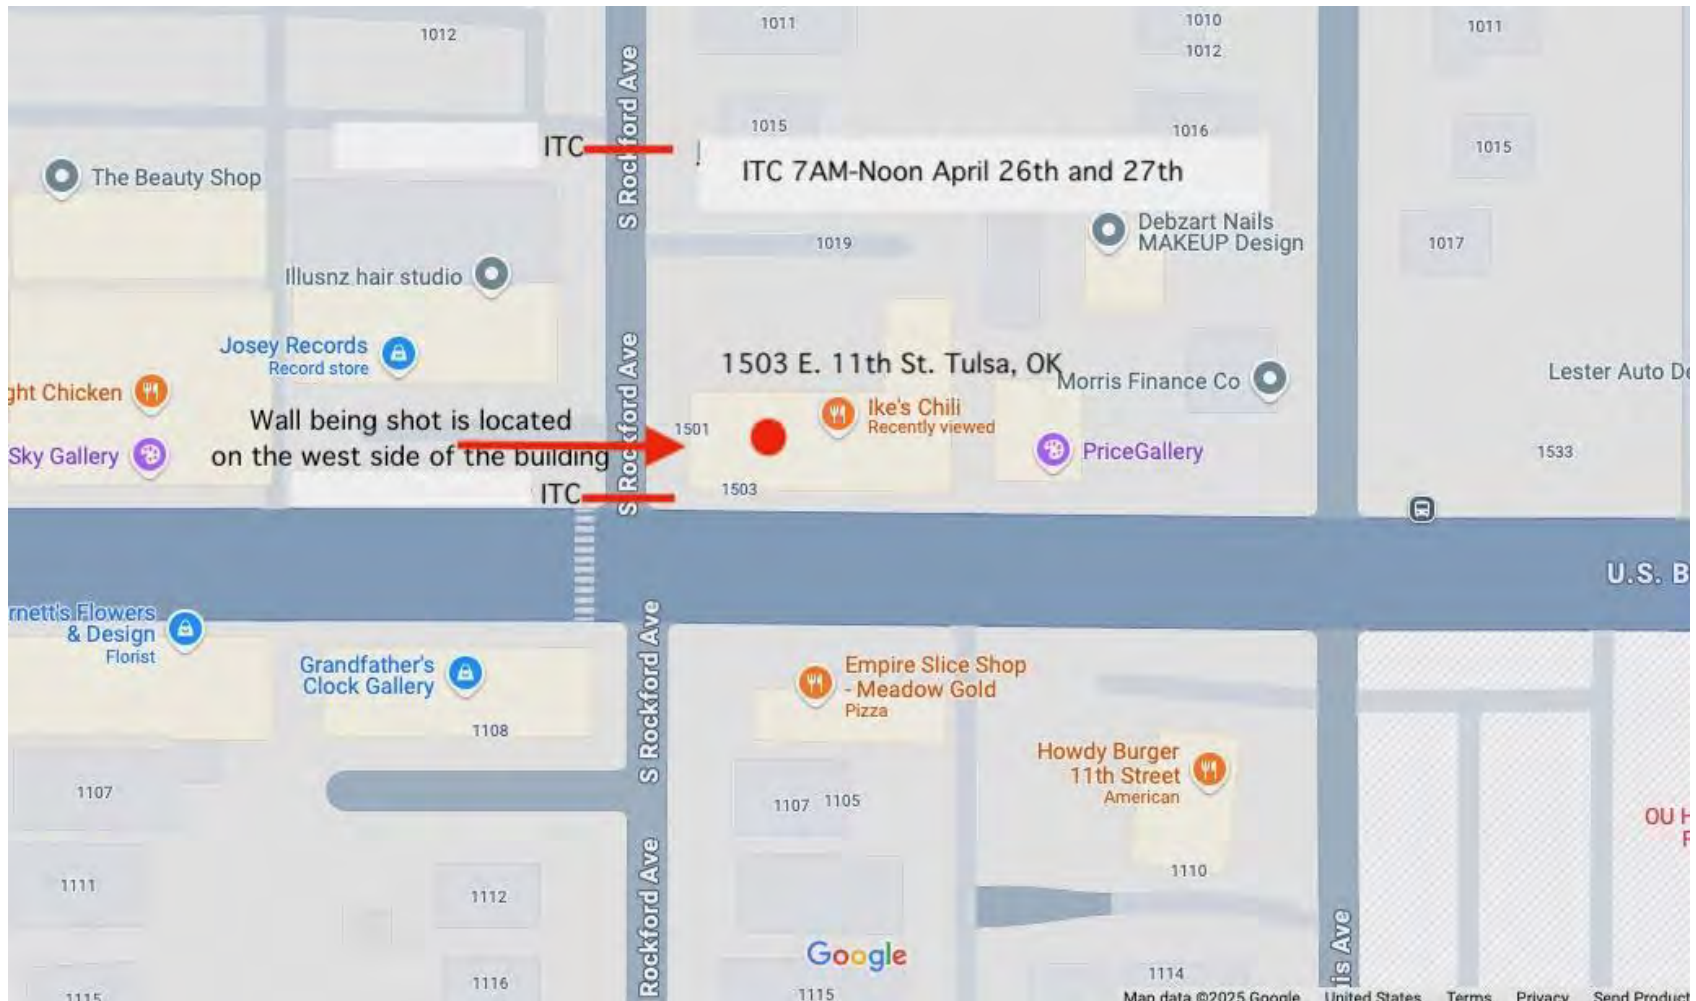 1012
S Rockford Ave
1011
1010
1012
1011
ITC
1015
1016
1015
ITC 7AM-Noon April 26th and 27th
The Beauty Shop
Debzart Nails
MAKEUP Design
1019
1017
Illusnz hair studio
Josey Records
Record store
S Rockford Ave
1503 E. 11th St. Tulsa, OK
Morris Finance Co
Lester Auto De
ght Chicken
Wall being shot is located
on the west side of the building
1501
Ike's Chili
Recently viewed
Sky Gallery
PriceGallery
1533
ITC
1503
U.S. B
rnett's Flowers
& Design
Florist
S Rockford Ave
Grandfather's
Clock Gallery
1108
Empire Slice Shop
- Meadow Gold
Pizza
Howdy Burger
11th Street
American
1107
1107
1105
OU H
F
1111
1112
Rockford Ave
1110
is Ave
Google
1116
1114
1115
1115
Map data ©2025 Google
United States
Terms
Privacy
Send Product